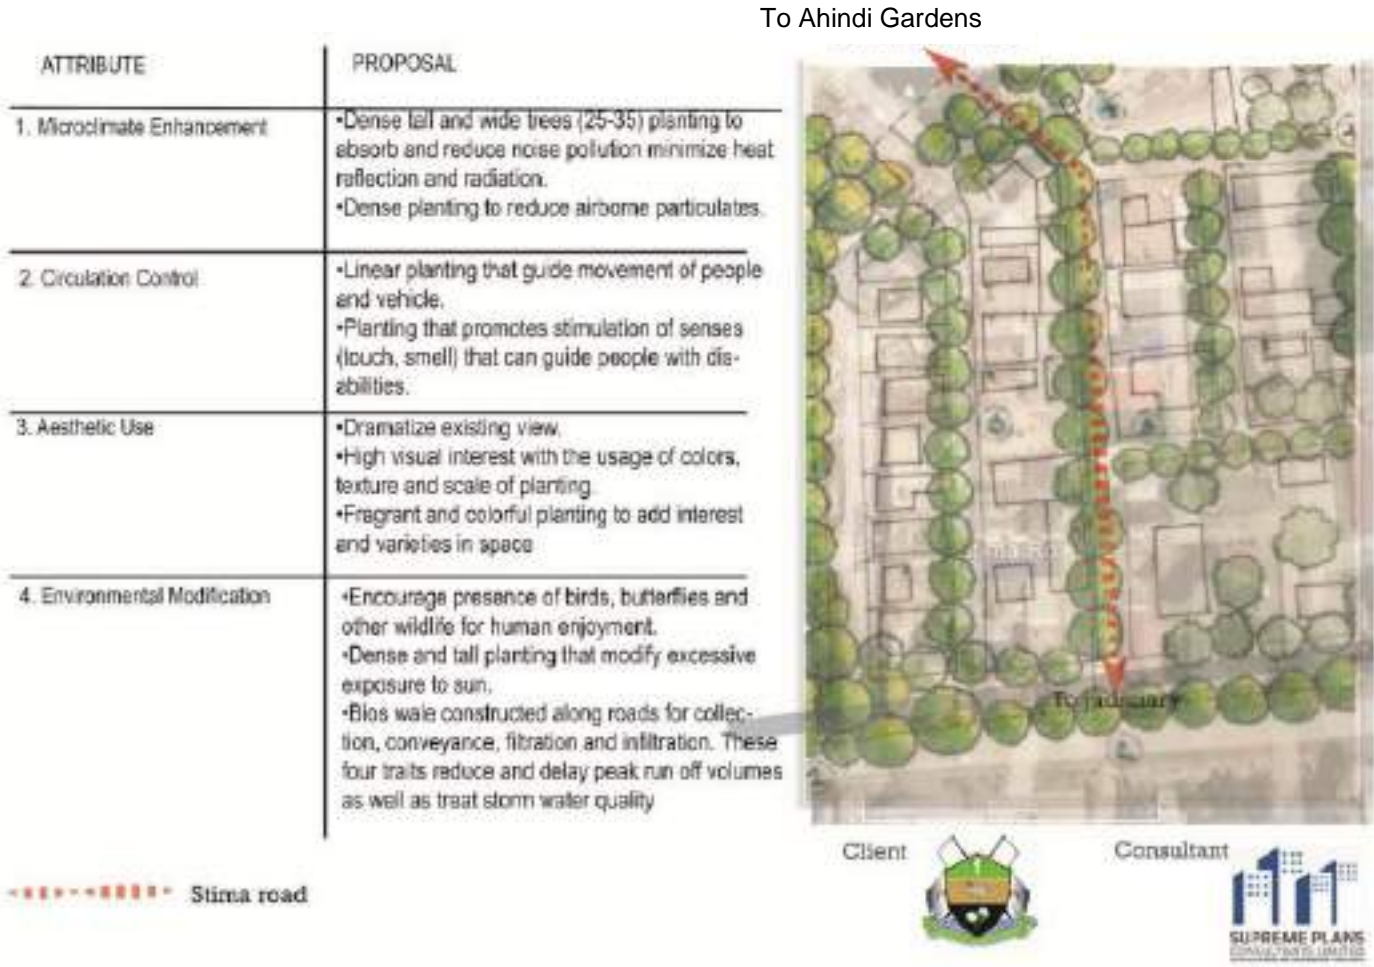 To Ahindi Gardens
ATTRIBUTE
PROPOSAL
1. Microclimate Enhancement
•Dense tall and wide trees (25-35) planting to
absorb and reduce noise pollution minimize heat
reflection and radiation.
•Dense planting to reduce airborne particulates.
2. Circulation Control
•Linear planting that guide movement of people
and vehicle.
•Planting that promotes stimulation of senses
(touch, smell) that can guide people with dis-
abilities.
3. Aesthetic Use
•Dramatize existing view.
•High visual interest with the usage of colors,
texture and scale of planting.
•Fragrant and colorful planting to add interest
and varieties in space
4. Environmental Modification
•Encourage presence of birds, butterflies and
other wildlife for human enjoyment.
•Dense and tall planting that modify excessive
exposure to sun.
•Bios wale constructed along roads for collec-
tion, conveyance, filtration and infiltration. These
four traits reduce and delay peak run off volumes
as well as treat storm water quality
To
Stima road
Client
Consultant
SUPREME PLANS
CONSULTANTS LIMITED